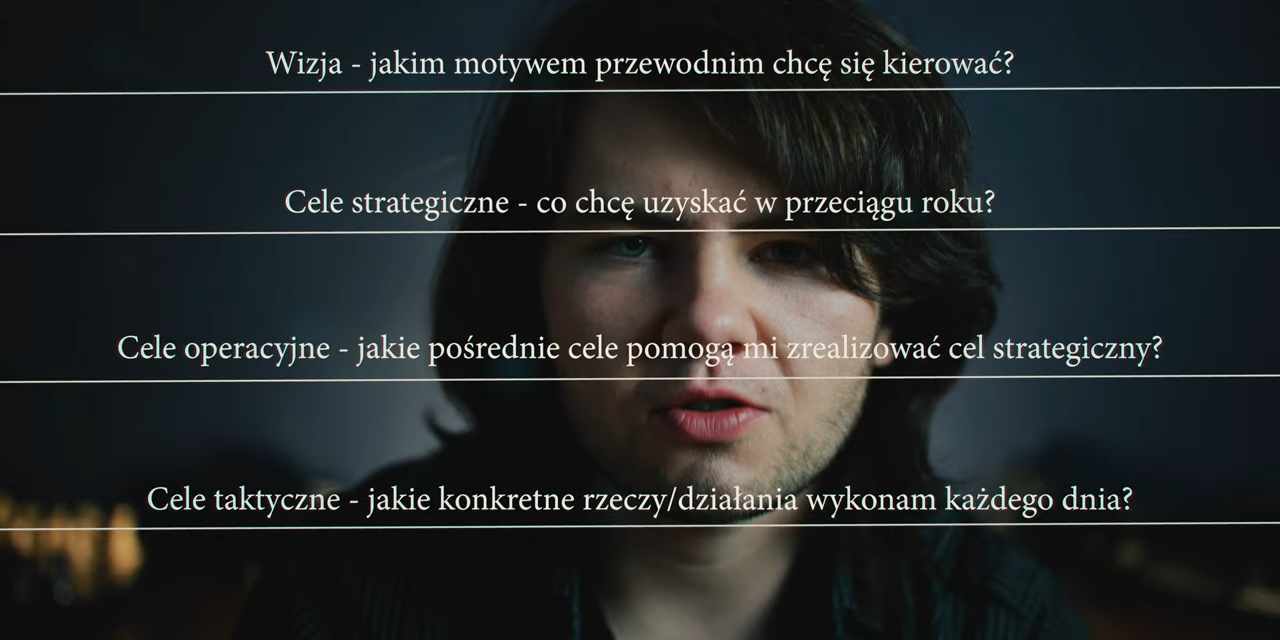 Wizja - jakim motywem przewodnim chcę się kierować?
Cele strategiczne - co chcę uzyskać w przeciągu roku?
Cele operacyjne - jakie pośrednie cele pomogą mi zrealizować cel strategiczny?
Cele taktyczne - jakie konkretne rzeczy/działania wykonam każdego dnia?